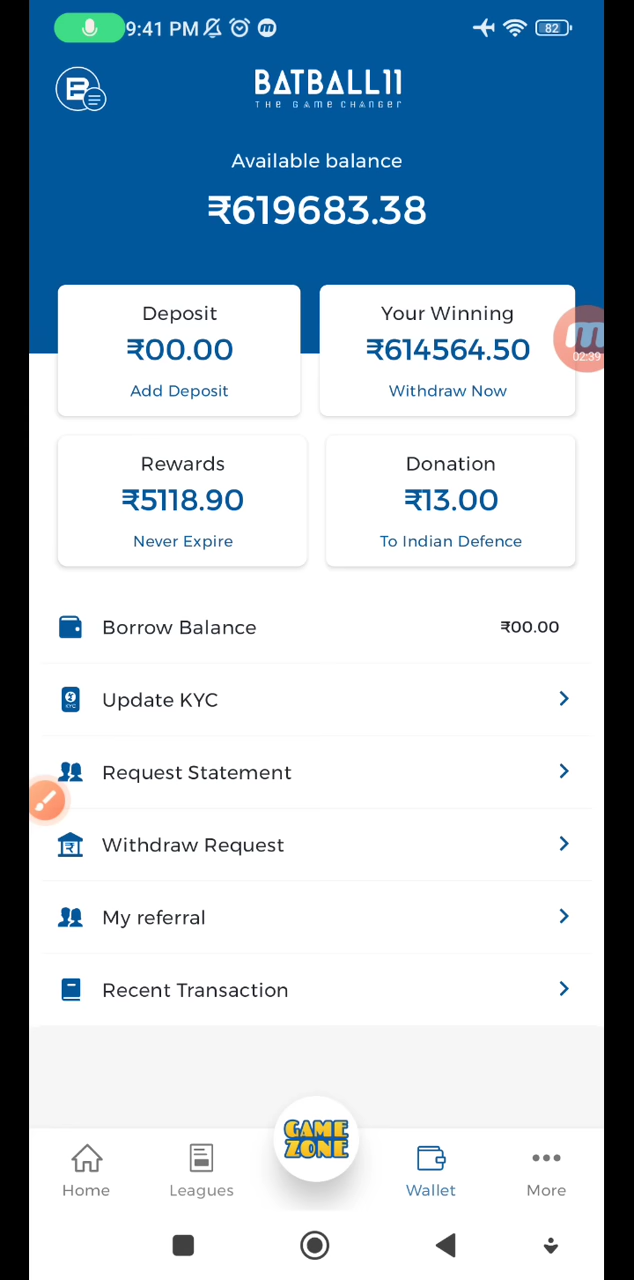 9:41 PM
82
BATBALL11
THE GAME CHANGER
Available balance
₹619683.38
Deposit
₹00.00
Add Deposit
Your Winning
₹614564.50
Withdraw Now
02:39
Rewards
₹5118.90
Never Expire
Donation
₹13.00
To Indian Defence
Borrow Balance ₹00.00
Update KYC
Request Statement
Withdraw Request
My referral
Recent Transaction
GAME
ZONE
Home
Leagues
Wallet
More